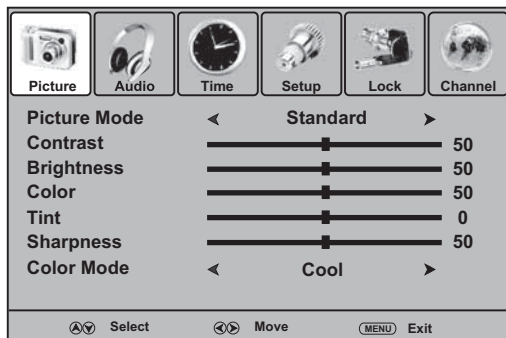 Picture Audio Time Setup Lock Channel
Picture Mode Standard
Contrast 50
Brightness 50
Color 50
Tint 0
Sharpness 50
Color Mode Cool
Select Move MENU Exit